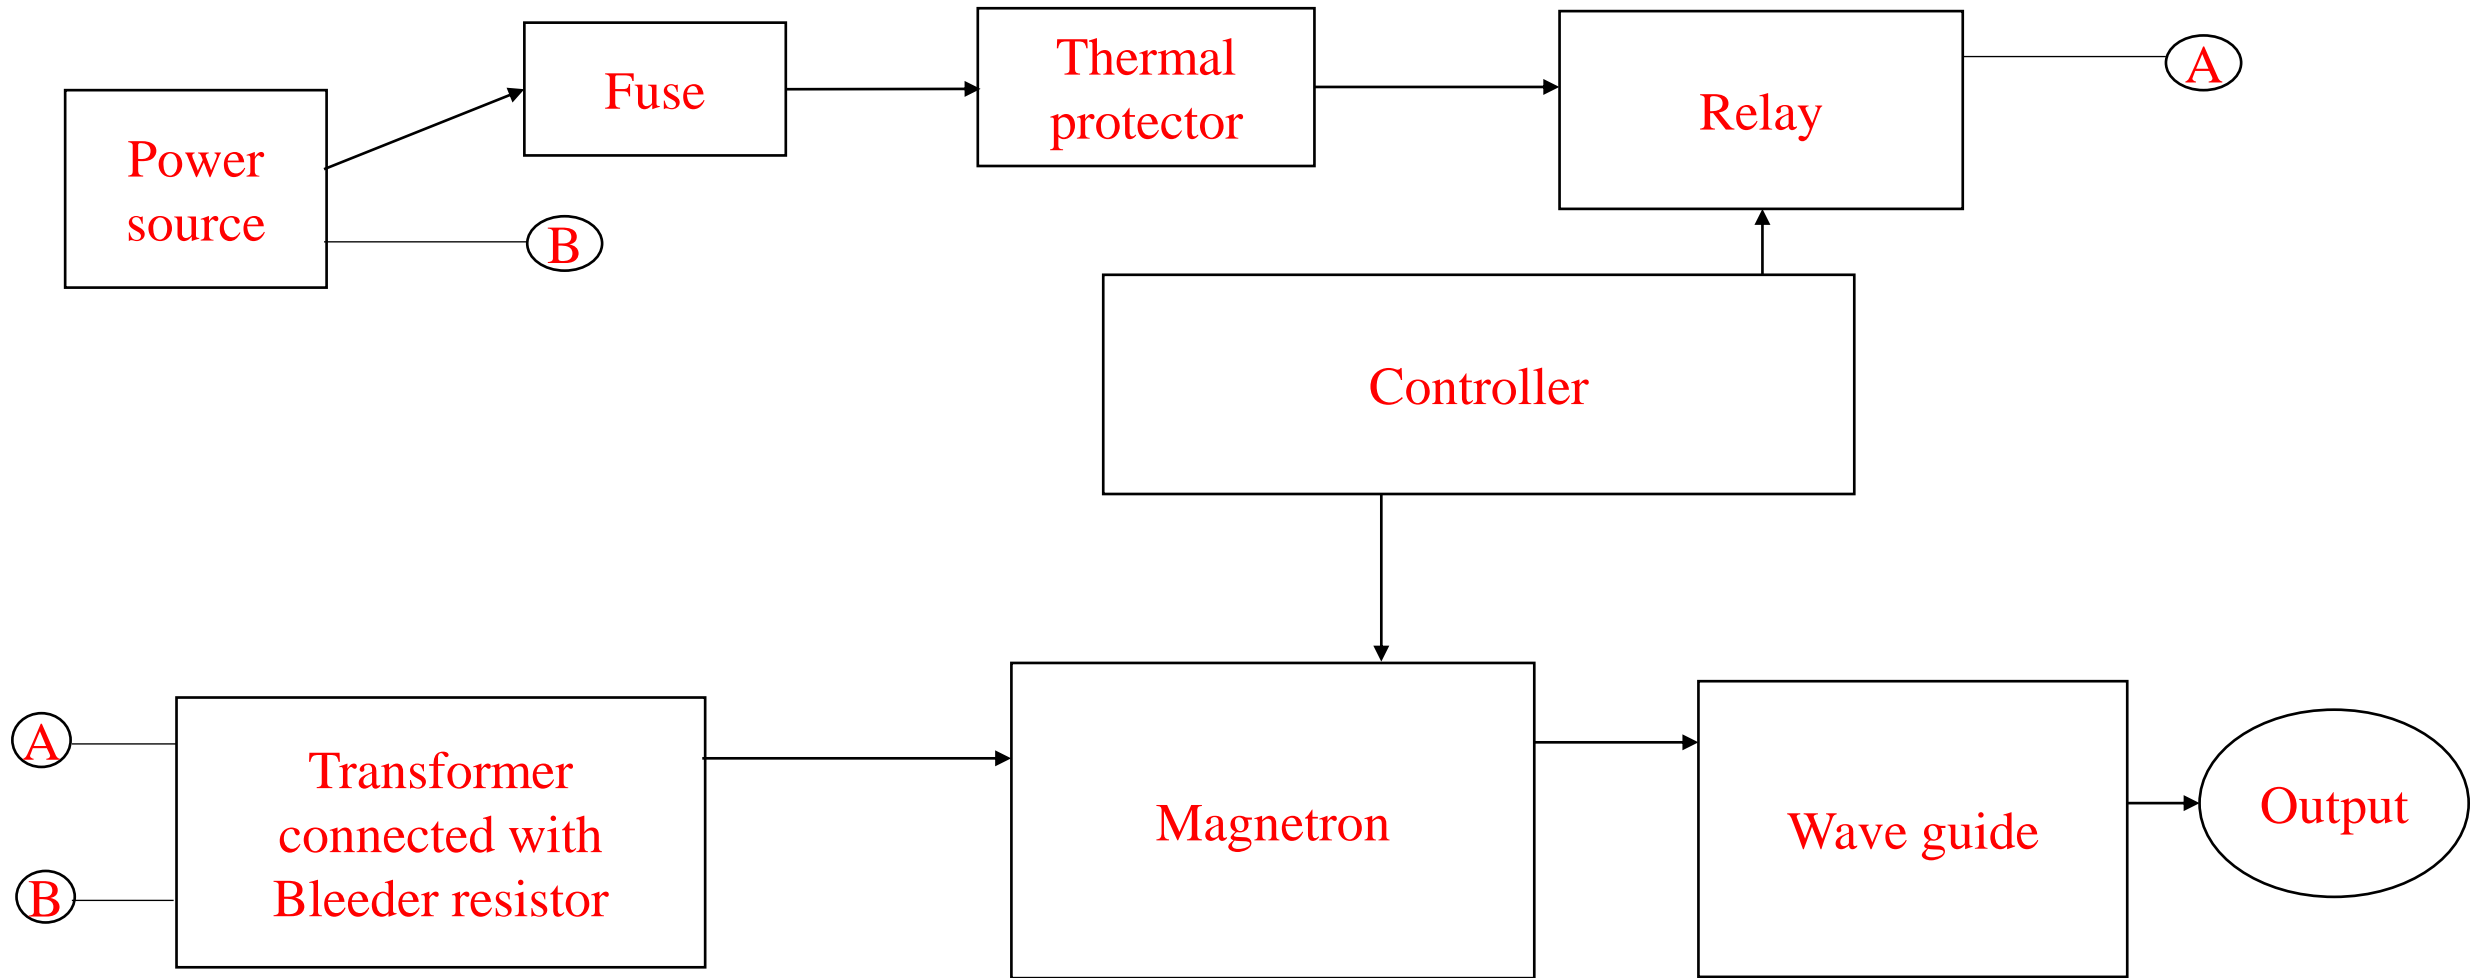 Power
source
Fuse
Thermal
protector
Relay
A
B
Controller
A
B
Transformer
connected with
Bleeder resistor
Magnetron
Wave guide
Output